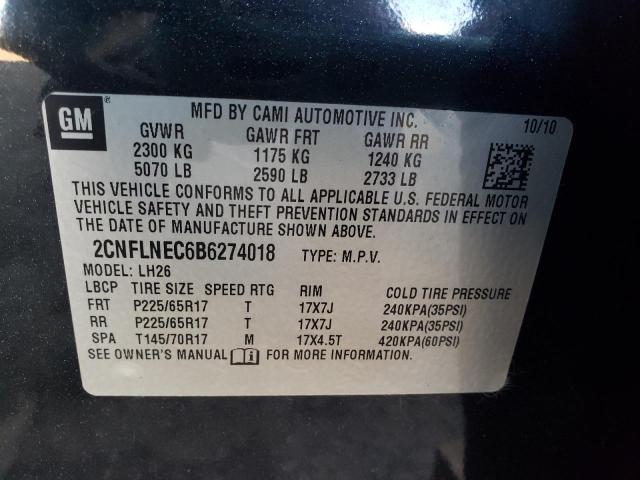 GM ®
MFD BY CAMI AUTOMOTIVE INC.
10/10
GVWR GAWR FRT GAWR RR
2300 KG 1175 KG 1240 KG
5070 LB 2590 LB 2733 LB
THIS VEHICLE CONFORMS TO ALL APPLICABLE U.S. FEDERAL MOTOR
VEHICLE SAFETY AND THEFT PREVENTION STANDARDS IN EFFECT ON
THE DATE OF MANUFACTURE SHOWN ABOVE.
2CNFLNEC6B6274018 TYPE: M.P.V.
MODEL: LH26
LBCP TIRE SIZE SPEED RTG RIM COLD TIRE PRESSURE
FRT P225/65R17 T 17X7J 240KPA(35PSI)
RR P225/65R17 T 17X7J 240KPA(35PSI)
SPA T145/70R17 M 17X4.5T 420KPA(60PSI)
SEE OWNER'S MANUAL i FOR MORE INFORMATION.